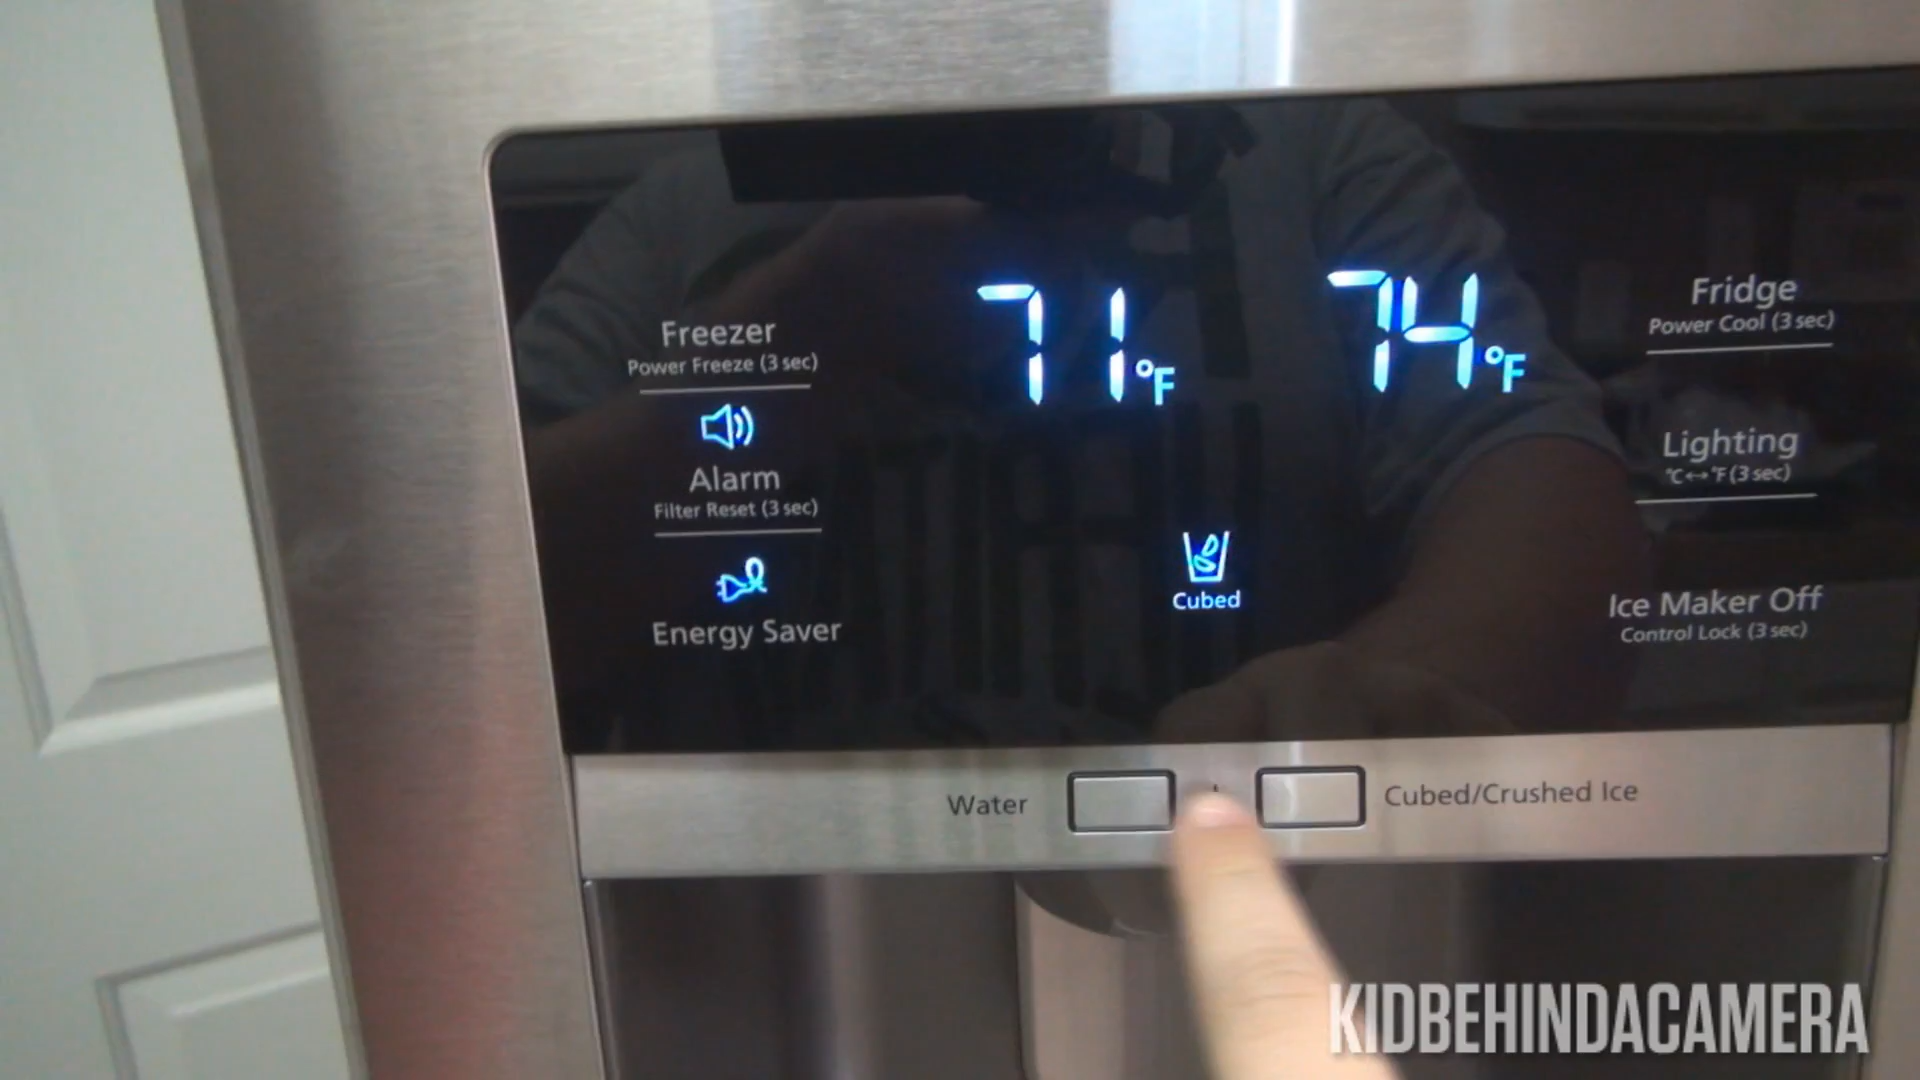 71°F
74°F
Freezer
Power Freeze (3 sec)
Alarm
Filter Reset (3 sec)
Energy Saver
Cubed
Fridge
Power Cool (3 sec)
Lighting
°C↔°F (3 sec)
Ice Maker Off
Control Lock (3 sec)
Water
Cubed/Crushed Ice
KIDBEHINDACAMERA